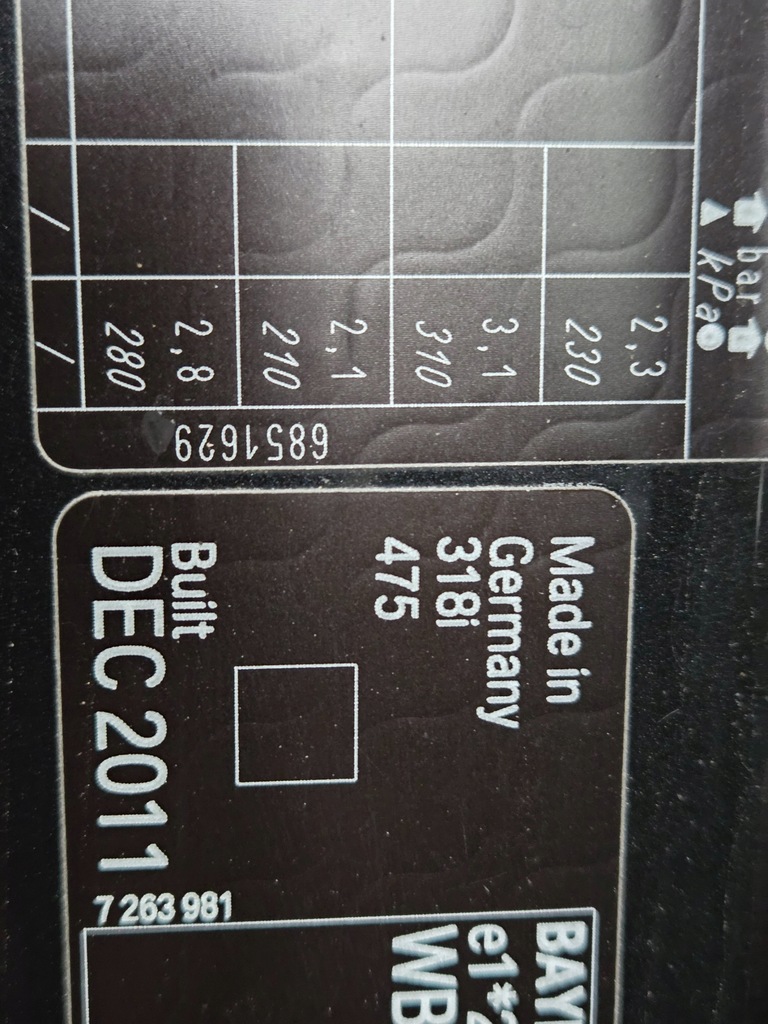 bar
kPa
2,3
230
3,1
310
2,1
210
2,8
280
/
/
6851629
Made in
Germany
318i
475
Built
DEC 2011
7 263 981
BAY
e1*
WB